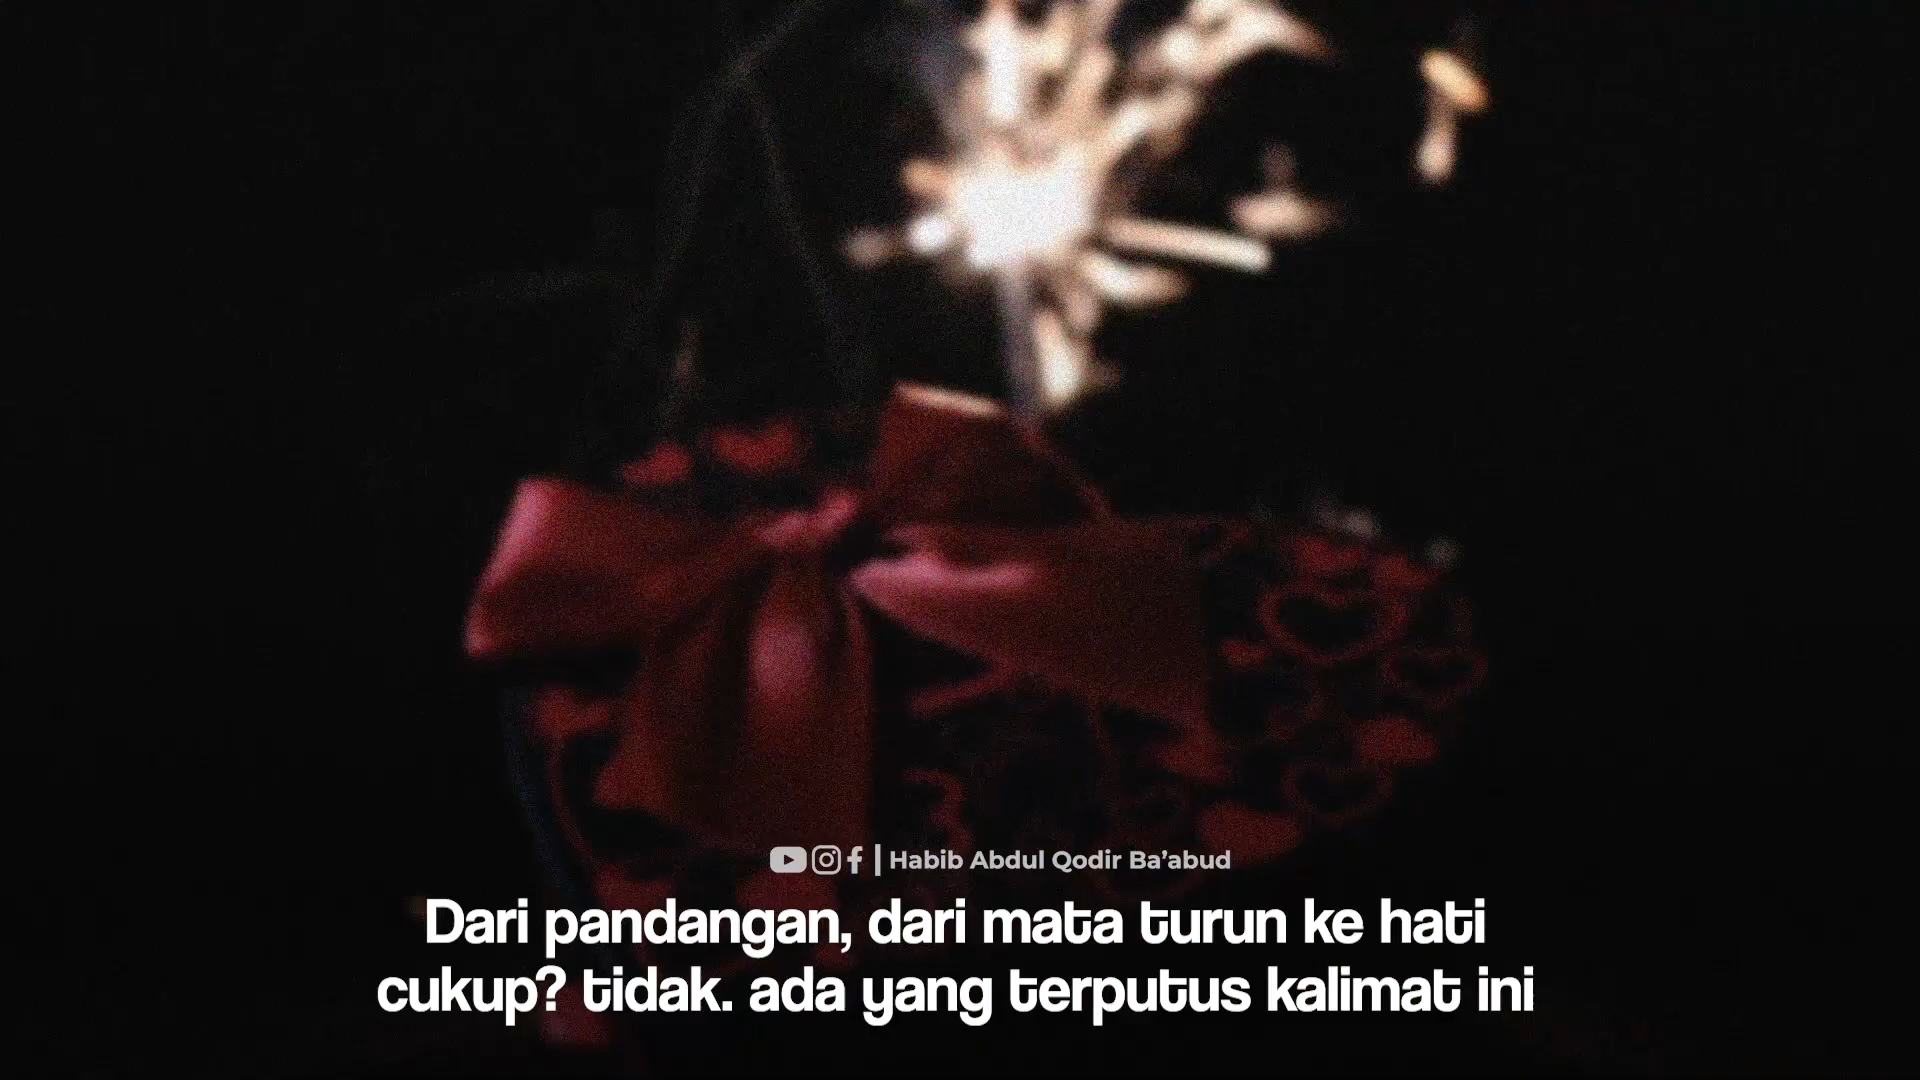 | Habib Abdul Qodir Ba'abud
Dari pandangan, dari mata turun ke hati
cukup? tidak. ada yang terputus kalimat ini